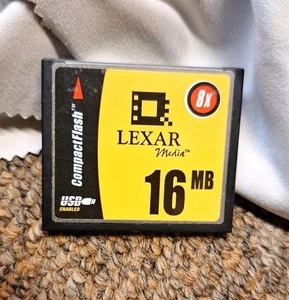 CompactFlash™
8x
LEXAR
Media™
16 MB
USB
ENABLED